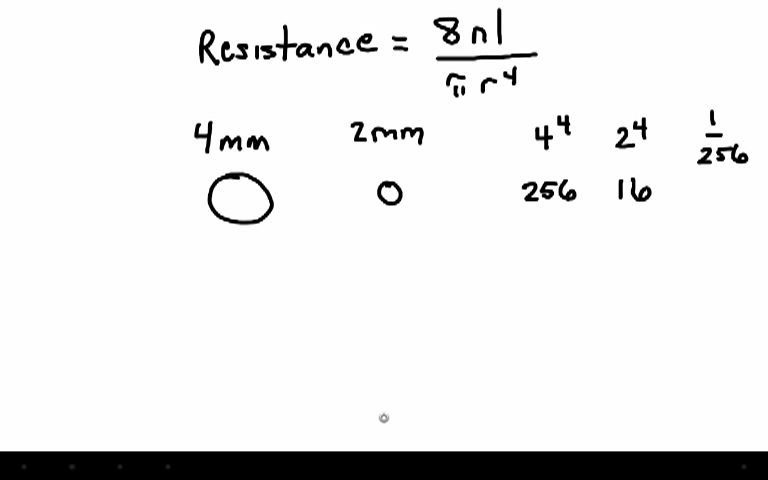 Resistance = 8nl / πr⁴
4mm 2mm 4⁴ 2⁴ 1/256
256 16